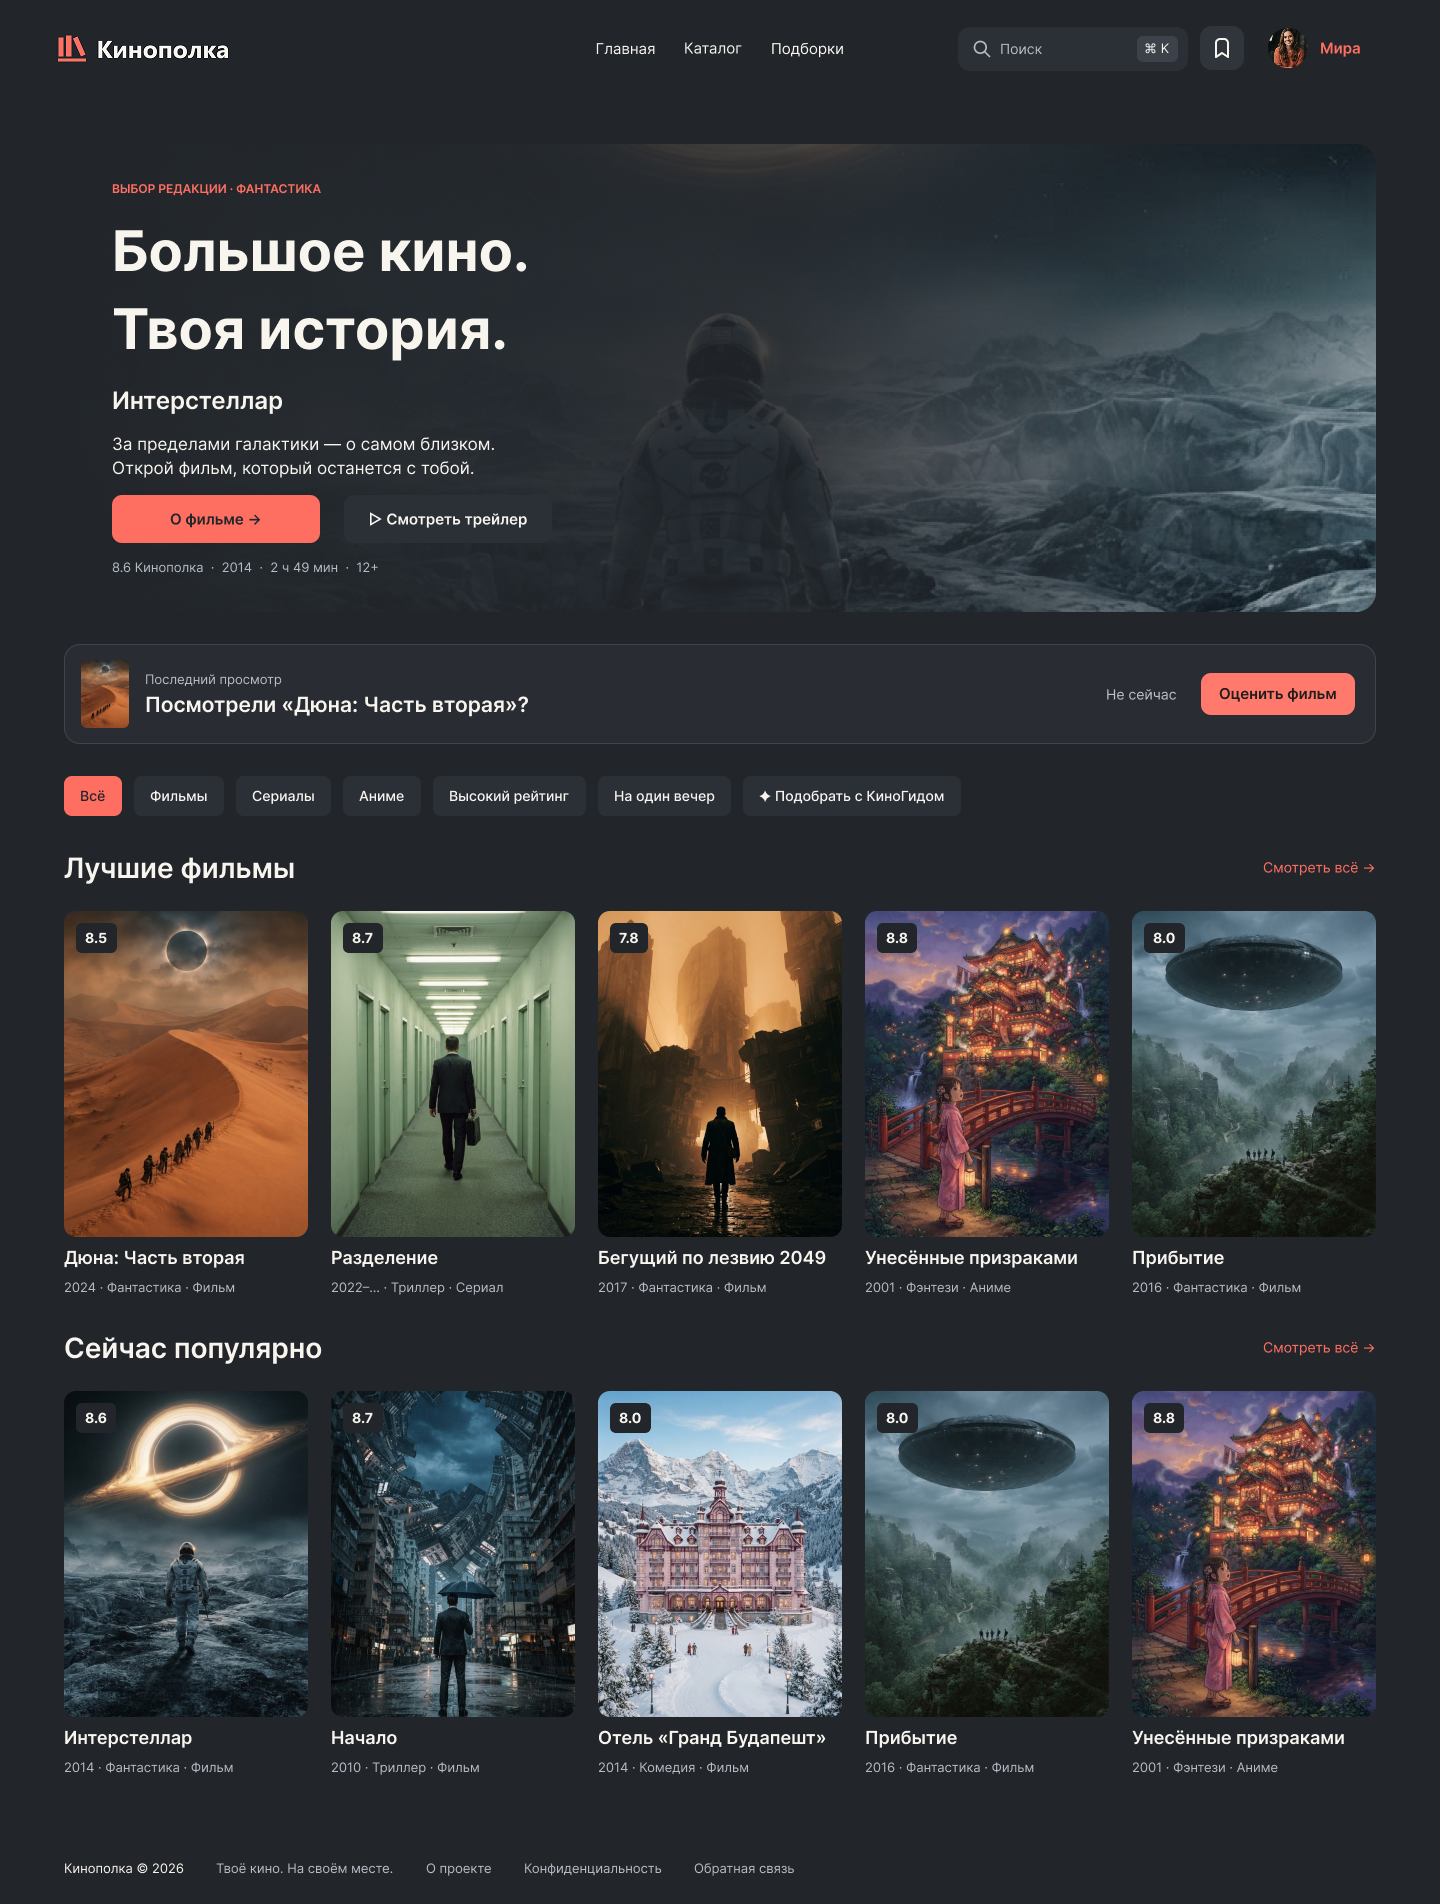 Кинополка
Главная
Каталог
Подборки
Поиск
⌘ K
Мира
ВЫБОР РЕДАКЦИИ · ФАНТАСТИКА
Большое кино.
Твоя история.
Интерстеллар
За пределами галактики — о самом близком.
Открой фильм, который останется с тобой.
О фильме →
▷ Смотреть трейлер
8.6 Кинополка · 2014 · 2 ч 49 мин · 12+
Последний просмотр
Посмотрели «Дюна: Часть вторая»?
Не сейчас
Оценить фильм
Всё
Фильмы
Сериалы
Аниме
Высокий рейтинг
На один вечер
✦ Подобрать с КиноГидом
Лучшие фильмы
Смотреть всё →
8.5
8.7
7.8
8.8
8.0
Дюна: Часть вторая
2024 · Фантастика · Фильм
Разделение
2022–... · Триллер · Сериал
Бегущий по лезвию 2049
2017 · Фантастика · Фильм
Унесённые призраками
2001 · Фэнтези · Аниме
Прибытие
2016 · Фантастика · Фильм
Сейчас популярно
Смотреть всё →
8.6
8.7
8.0
8.0
8.8
Интерстеллар
2014 · Фантастика · Фильм
Начало
2010 · Триллер · Фильм
Отель «Гранд Будапешт»
2014 · Комедия · Фильм
Прибытие
2016 · Фантастика · Фильм
Унесённые призраками
2001 · Фэнтези · Аниме
Кинополка © 2026
Твоё кино. На своём месте.
О проекте
Конфиденциальность
Обратная связь